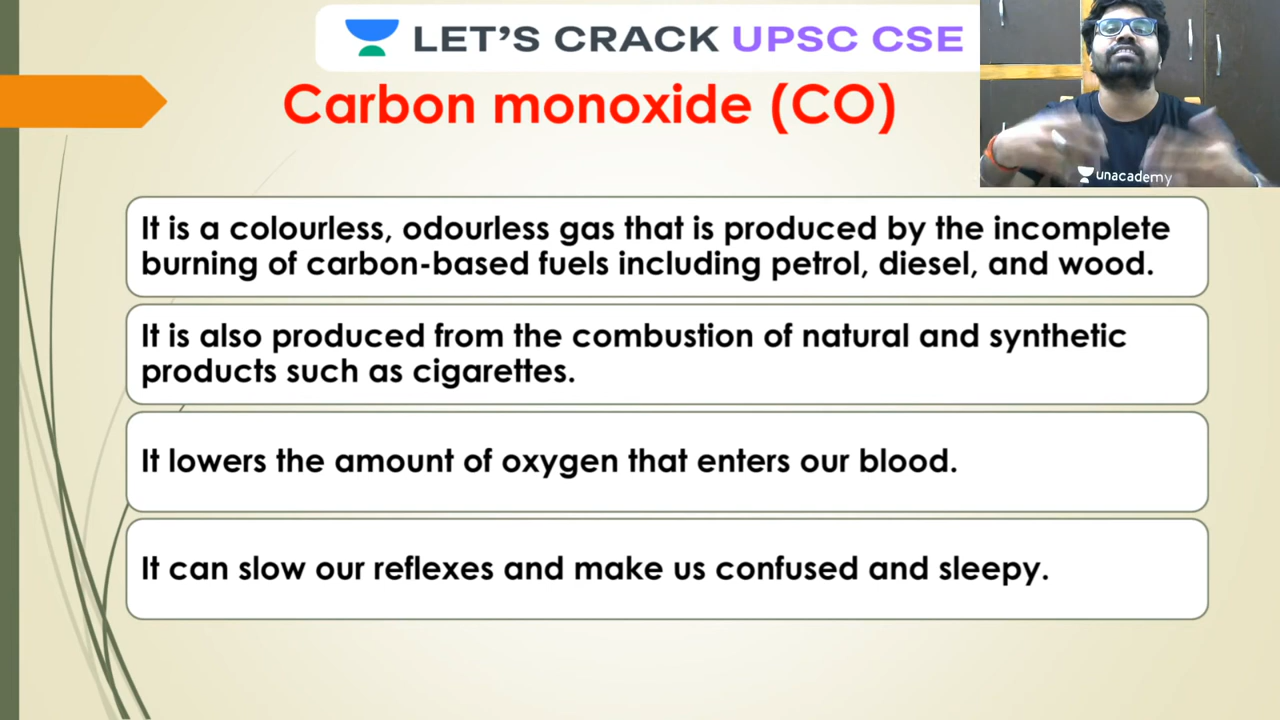 LET'S CRACK UPSC CSE
Carbon monoxide (CO)
unacademy
It is a colourless, odourless gas that is produced by the incomplete
burning of carbon-based fuels including petrol, diesel, and wood.
It is also produced from the combustion of natural and synthetic
products such as cigarettes.
It lowers the amount of oxygen that enters our blood.
It can slow our reflexes and make us confused and sleepy.